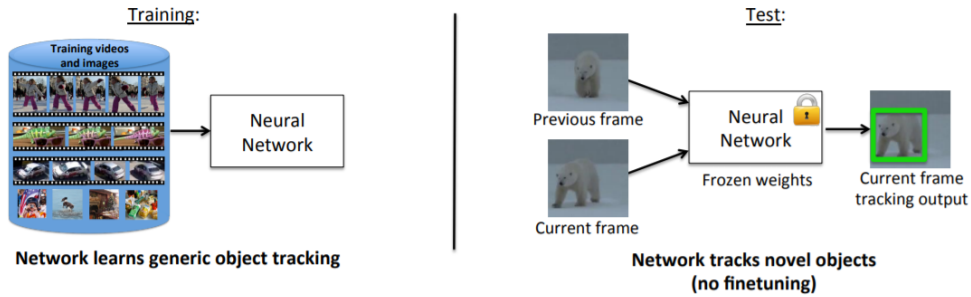 Training:
Training videos
and images
Neural
Network
Network learns generic object tracking
Test:
Previous frame
Current frame
Neural
Network
Frozen weights
Current frame
tracking output
Network tracks novel objects
(no finetuning)